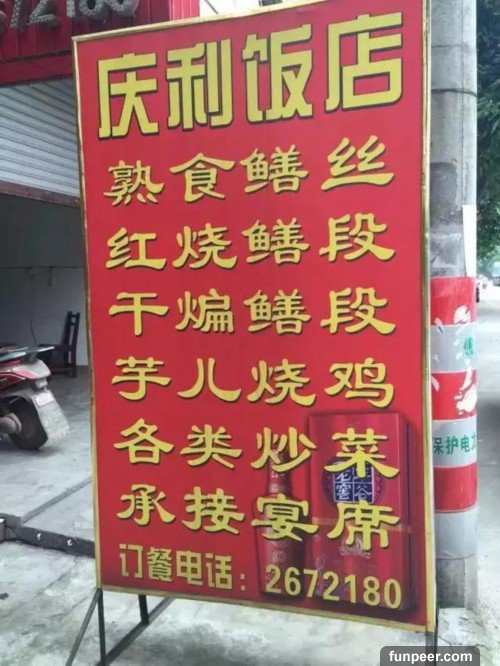 2672180
庆利饭店
熟食鳝丝
红烧鳝段
干煸鳝段
芋儿烧鸡
各类炒菜
承接宴席
订餐电话：2672180
保护电力
funpeer.com